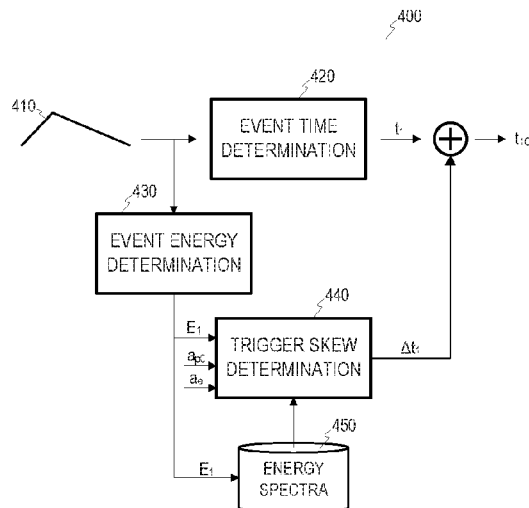 400
420
410
EVENT TIME
DETERMINATION
430
EVENT ENERGY
DETERMINATION
440
E₁
TRIGGER SKEW
DETERMINATION
aₑ
450
E₁
ENERGY
SPECTRA